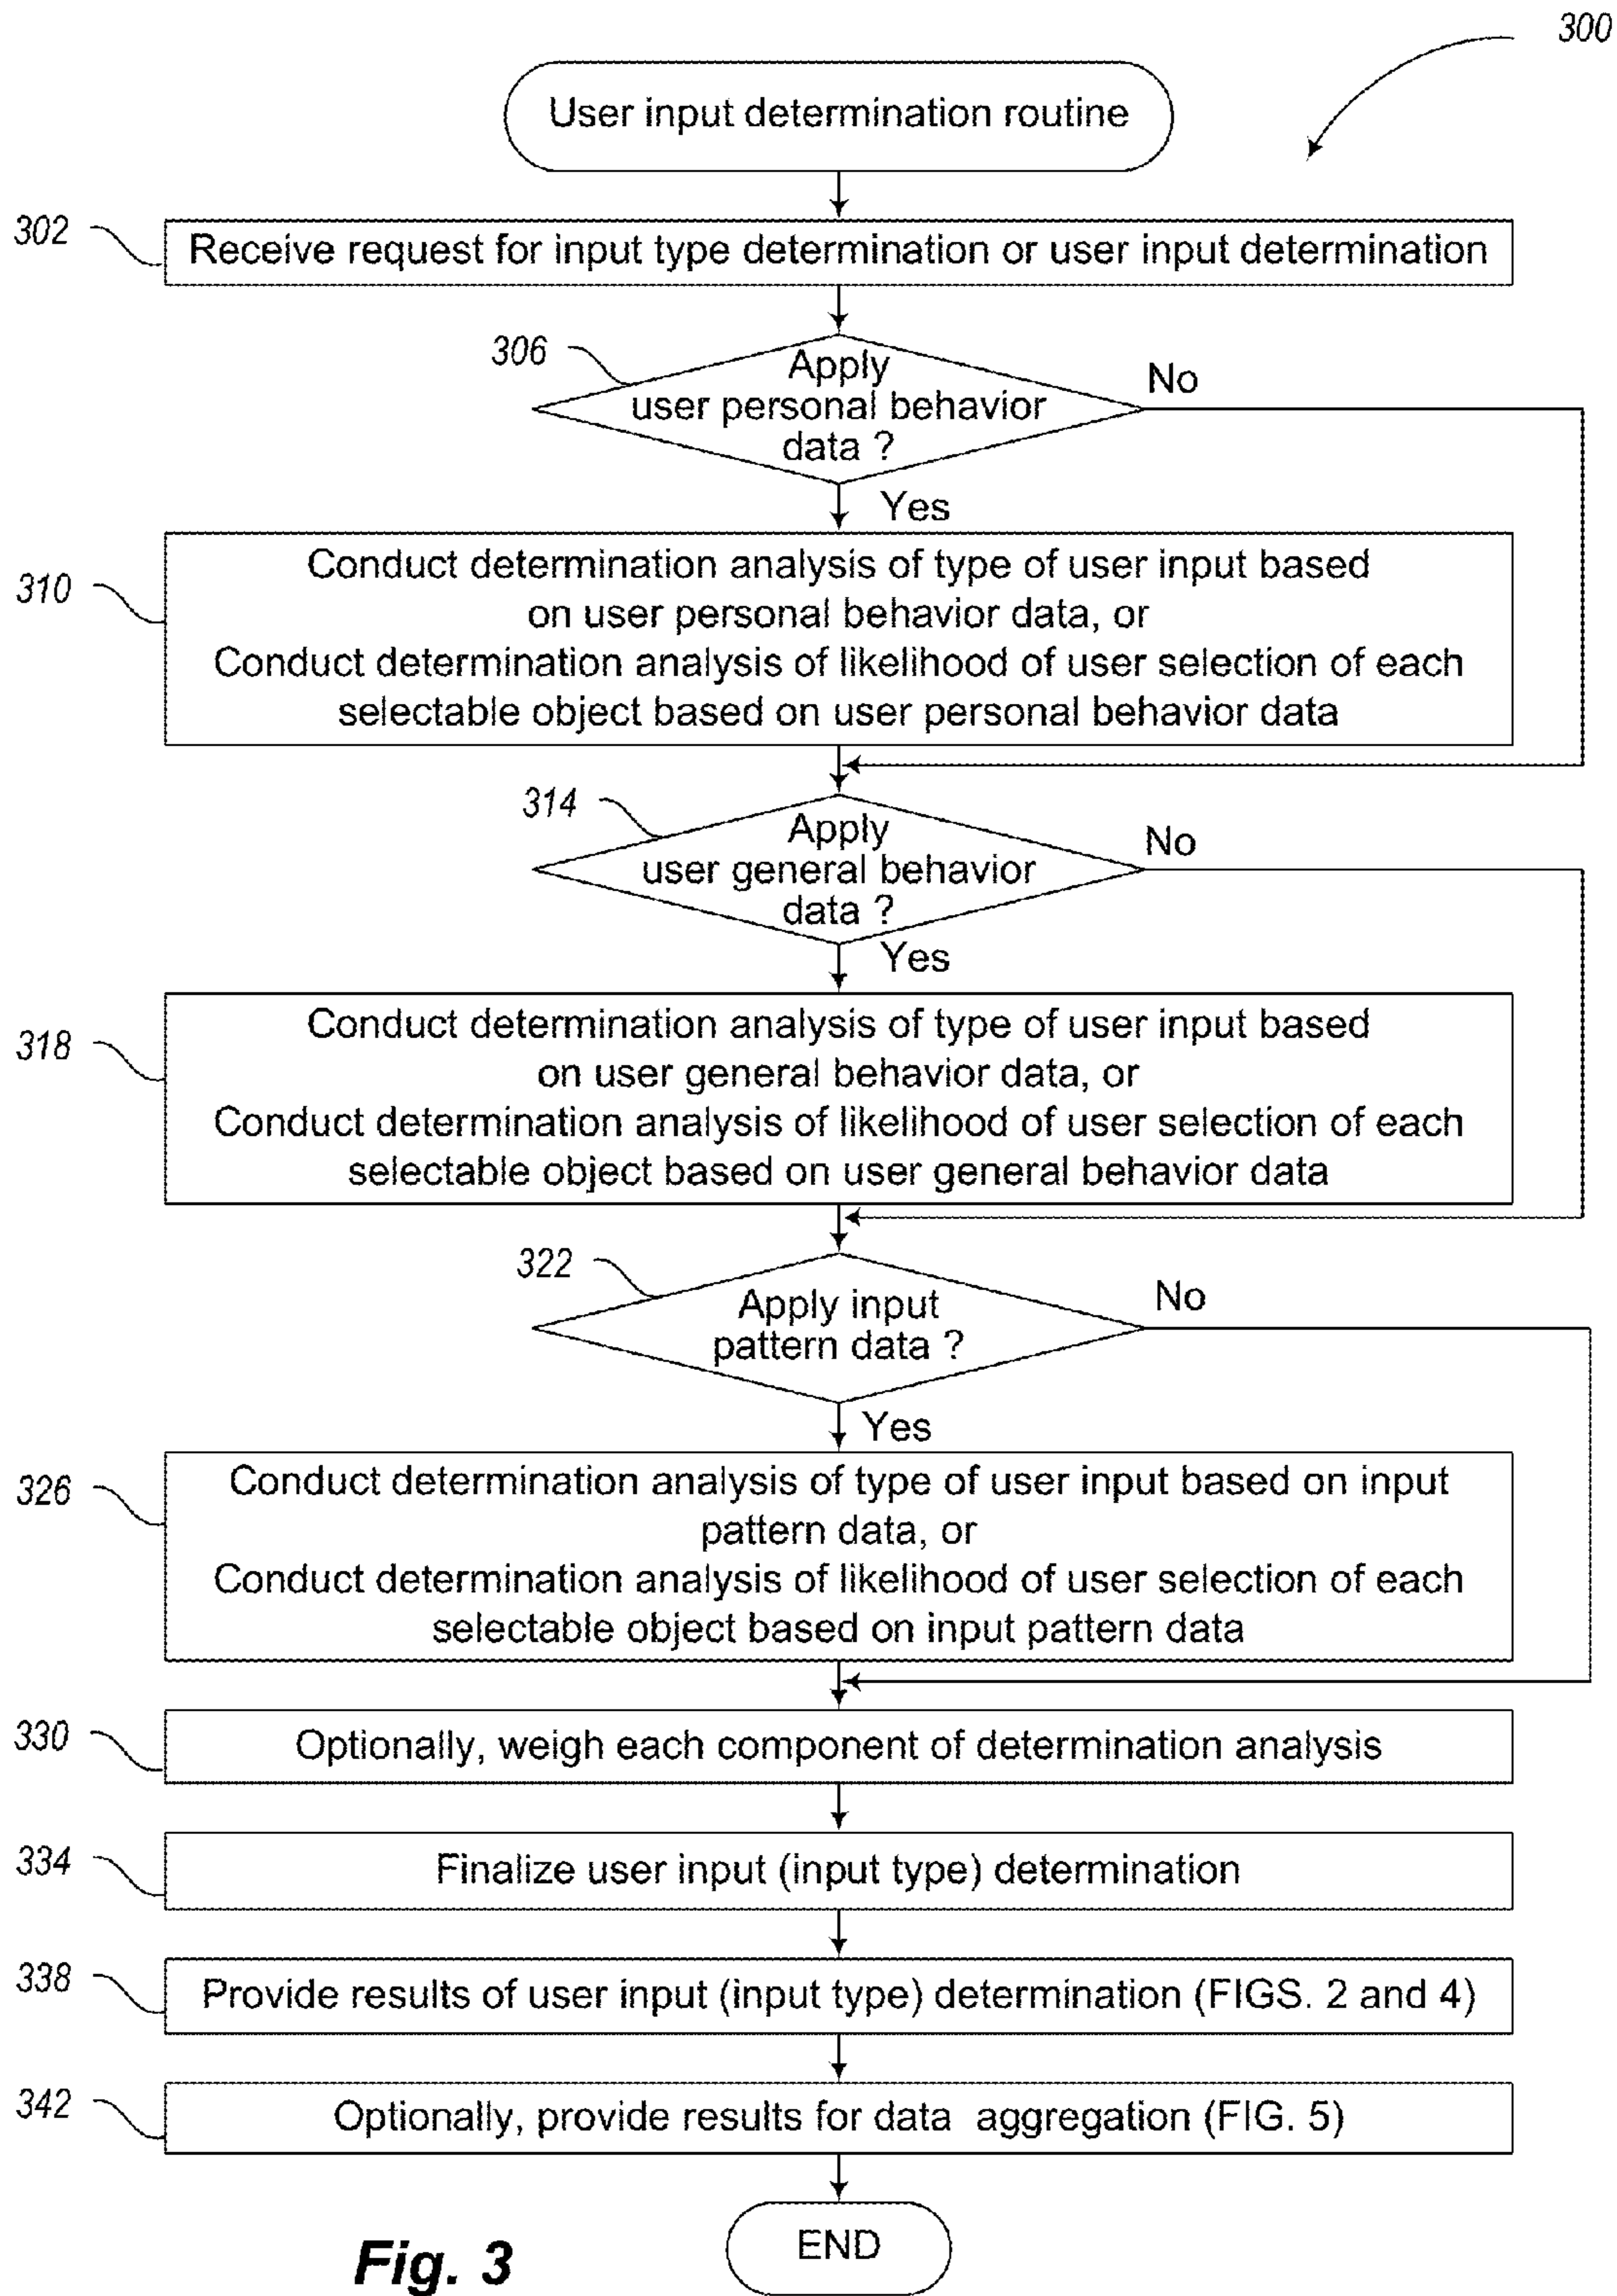 300
User input determination routine
302
Receive request for input type determination or user input determination
306
Apply
user personal behavior
data ?
No
Yes
310
Conduct determination analysis of type of user input based
on user personal behavior data, or
Conduct determination analysis of likelihood of user selection of each
selectable object based on user personal behavior data
314
Apply
user general behavior
data ?
No
Yes
318
Conduct determination analysis of type of user input based
on user general behavior data, or
Conduct determination analysis of likelihood of user selection of each
selectable object based on user general behavior data
322
Apply input
pattern data ?
No
Yes
326
Conduct determination analysis of type of user input based on input
pattern data, or
Conduct determination analysis of likelihood of user selection of each
selectable object based on input pattern data
330
Optionally, weigh each component of determination analysis
334
Finalize user input (input type) determination
338
Provide results of user input (input type) determination (FIGS. 2 and 4)
342
Optionally, provide results for data aggregation (FIG. 5)
END
Fig. 3